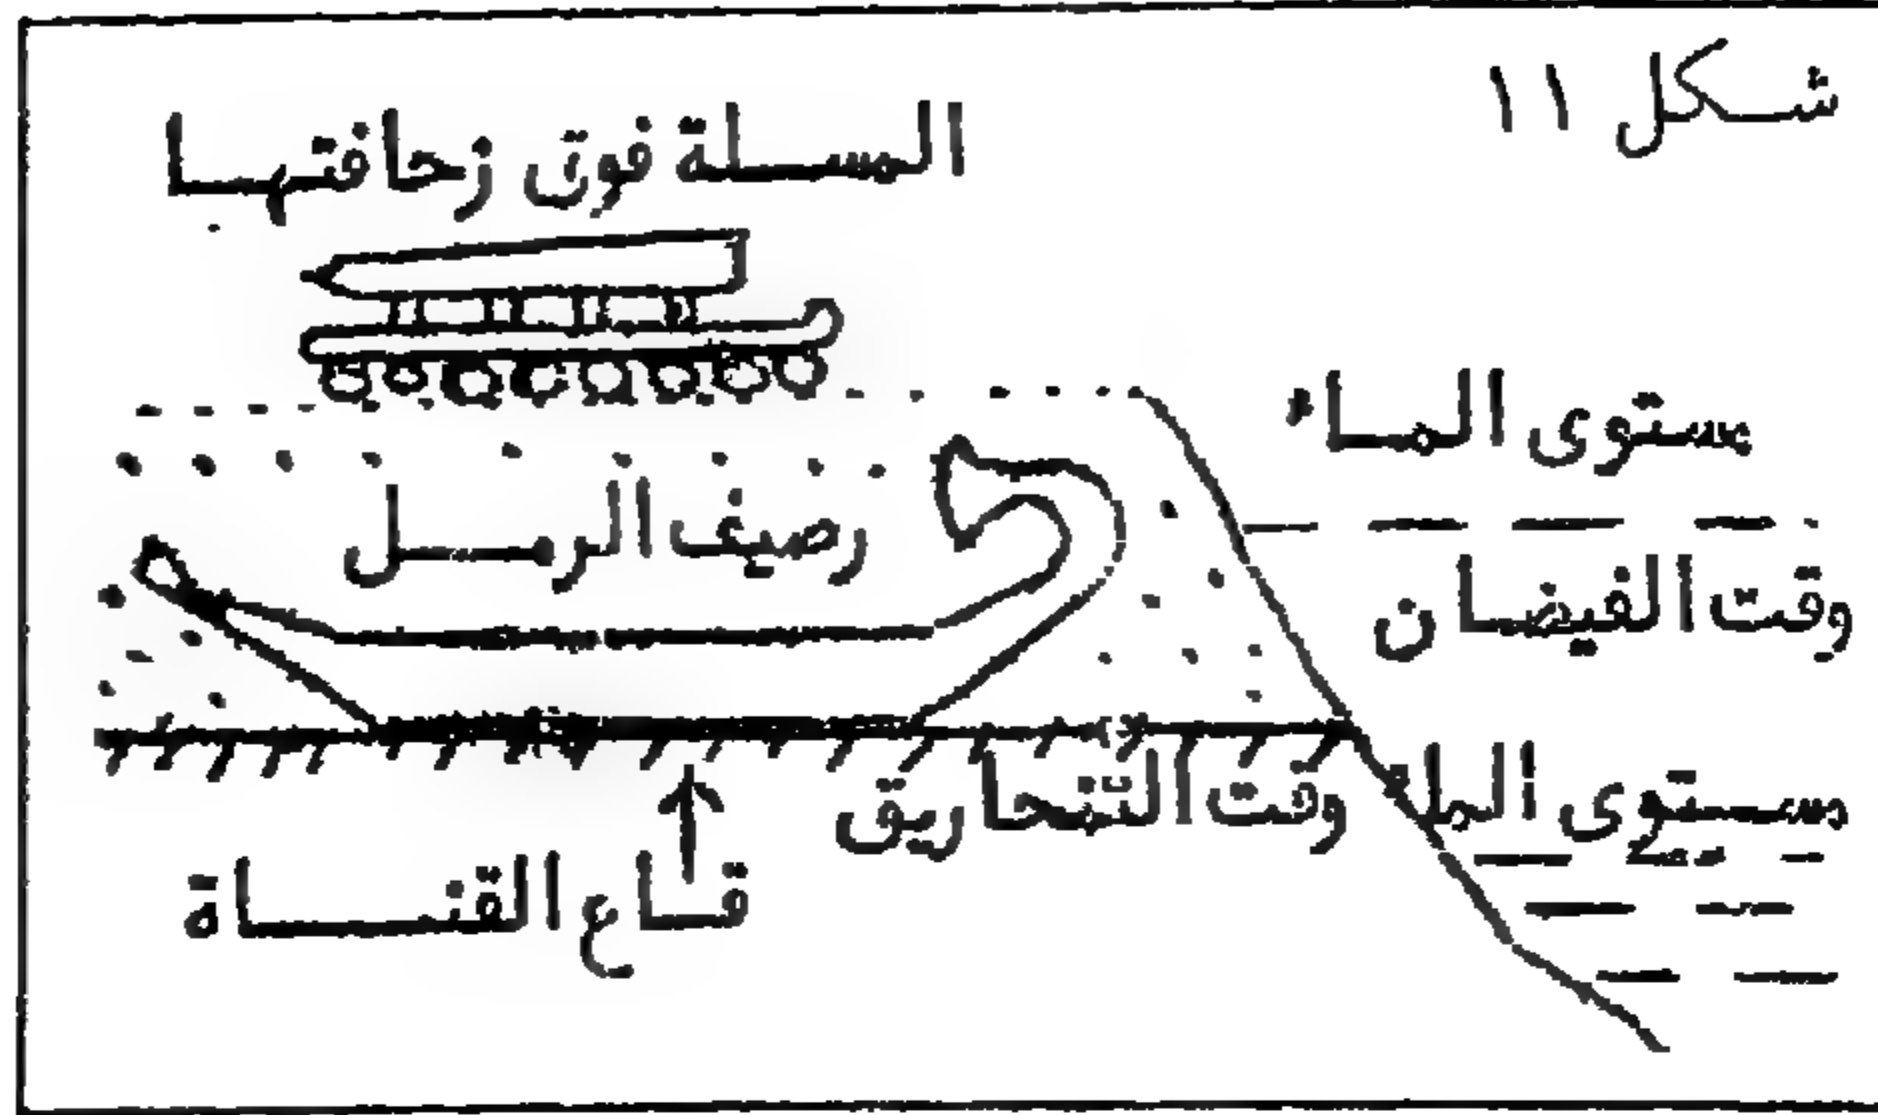 شكل ١١
المسلة فوق زحافتها
مستوى الماء
رصيف الرمل
وقت الفيضان
مستوى الماء
وقت التحاريق
قاع القناة